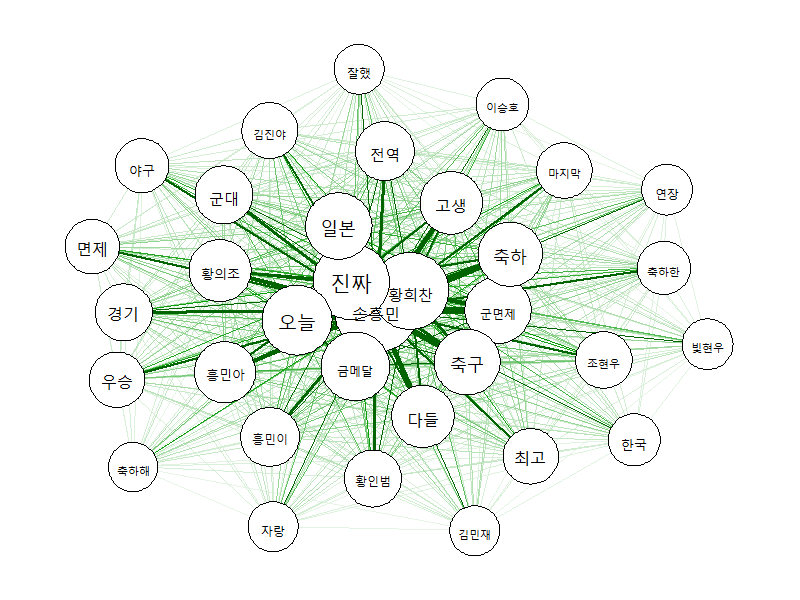 잘했
이승호
김진야
전역
야구
마지막
군대
고생
연장
일본
면제
축하
축하한
황의조
진짜
황희찬
경기
손흥민
군면제
오늘
빛현우
조현우
축구
금메달
흥민아
우승
다들
흥민이
한국
최고
축하해
황인범
자랑
김민재